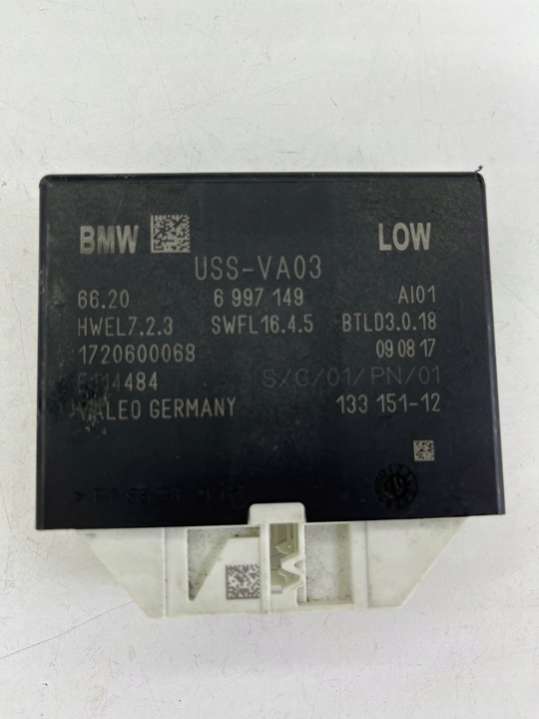 BMW LOW
USS-VA03
66.20 6 997 149 AI01
HWEL7.2.3 SWFL16.4.5 BTLD3.0.18
1720600068 09 08 17
S/G/01/PN/01
VALEO GERMANY 133 151-12